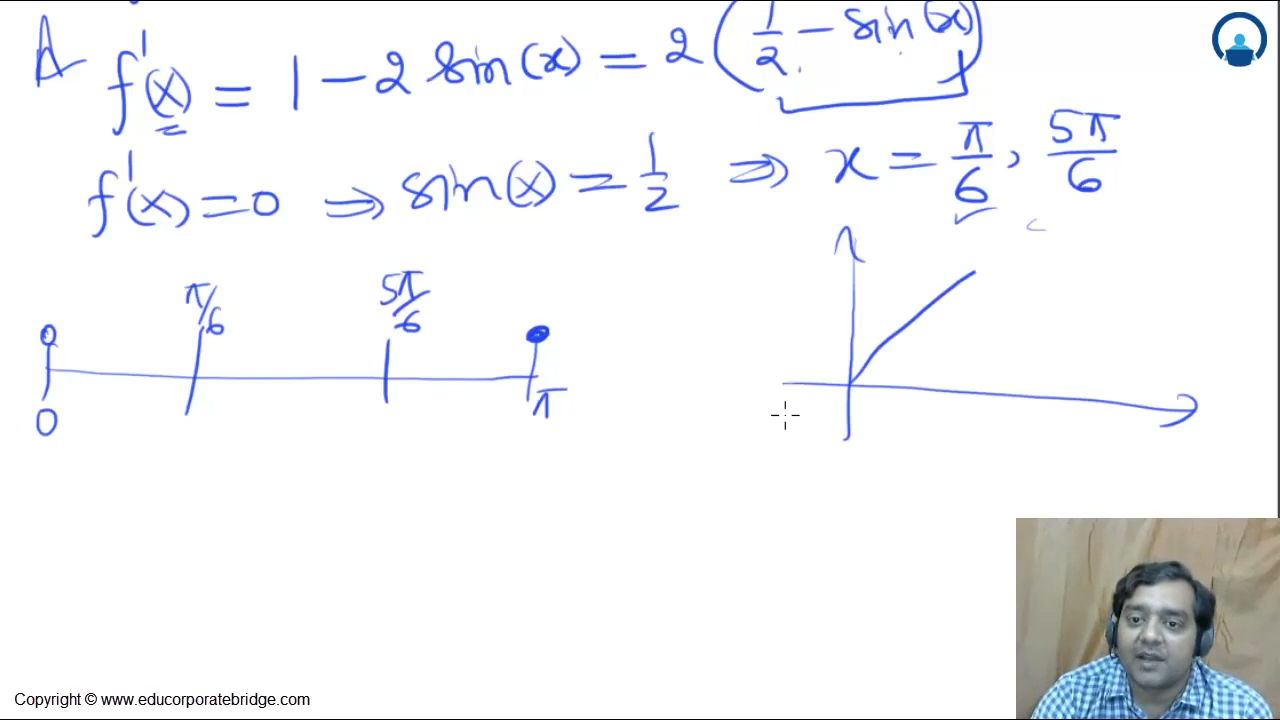 A
f'(x) = 1 - 2 sin(x) = 2 (1/2 - sin(x))
f'(x) = 0 ⇒ sin(x) = 1/2 ⇒ x = π/6, 5π/6
π/6 5π/6
0 π
Copyright © www.educorporatebridge.com